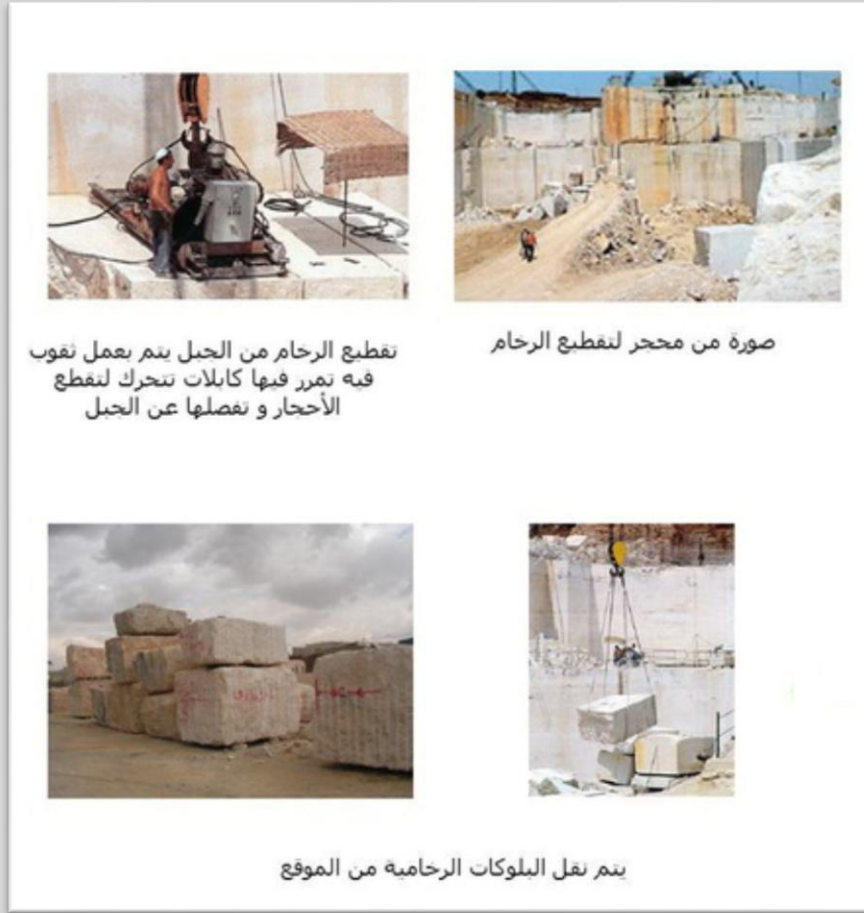 صورة من محجر لتقطيع الرخام
تقطيع الرخام من الجبل يتم بعمل ثقوب
فيه تمرر فيها كابلات تتحرك لتقطع
الأحجار و تفصلها عن الجبل
يتم نقل البلوكات الرخامية من الموقع